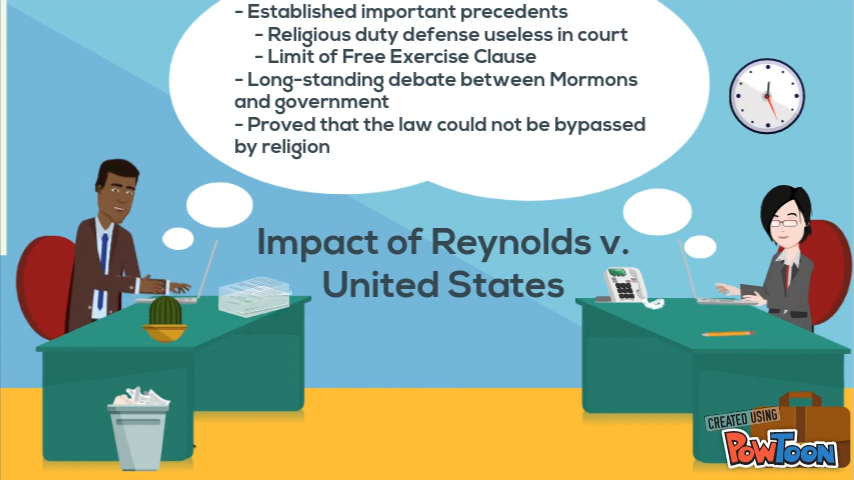 - Established important precedents
- Religious duty defense useless in court
- Limit of Free Exercise Clause
- Long-standing debate between Mormons
and government
- Proved that the law could not be bypassed
by religion
Impact of Reynolds v.
United States
CREATED USING
POWTOON